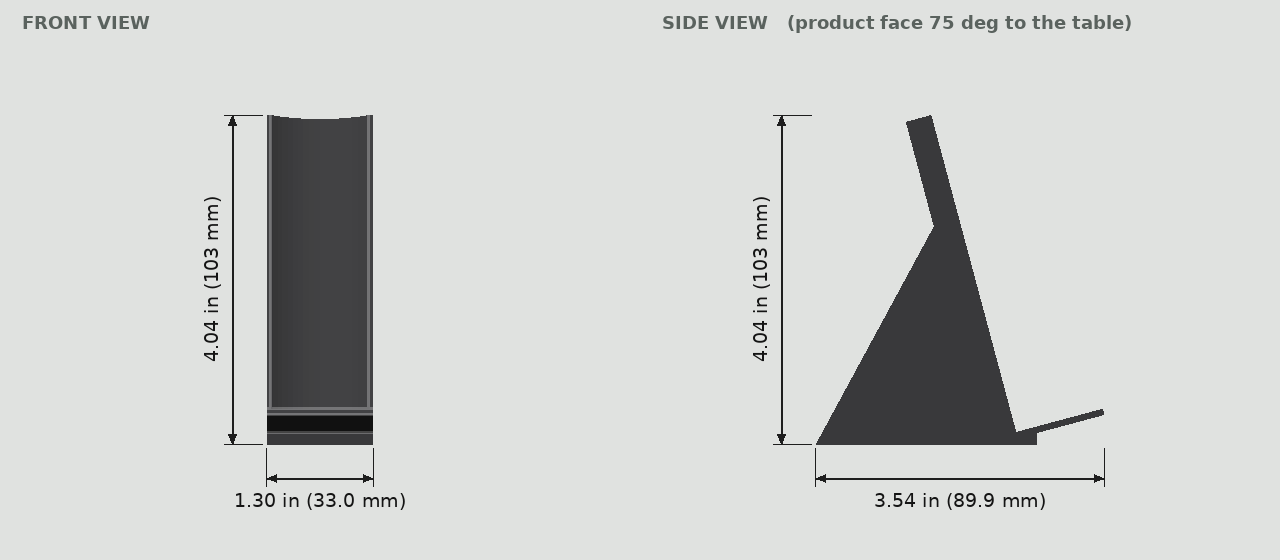 FRONT VIEW
SIDE VIEW (product face 75 deg to the table)
4.04 in (103 mm)
4.04 in (103 mm)
1.30 in (33.0 mm)
3.54 in (89.9 mm)